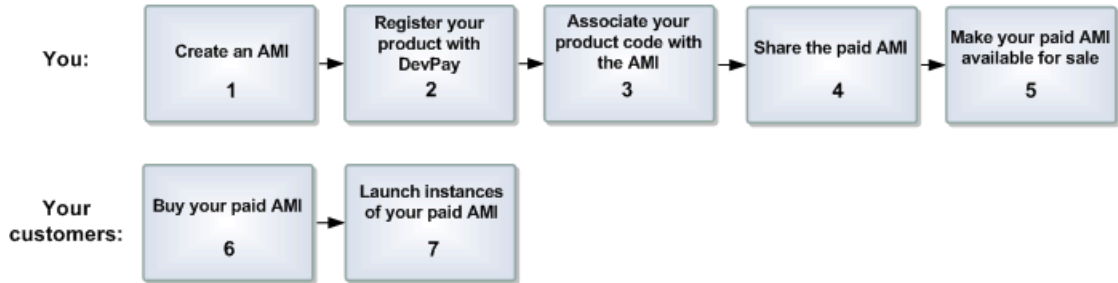 You:
Create an AMI
1
Register your
product with
DevPay
2
Associate your
product code with
the AMI
3
Share the paid AMI
4
Make your paid AMI
available for sale
5
Your
customers:
Buy your paid AMI
6
Launch instances
of your paid AMI
7